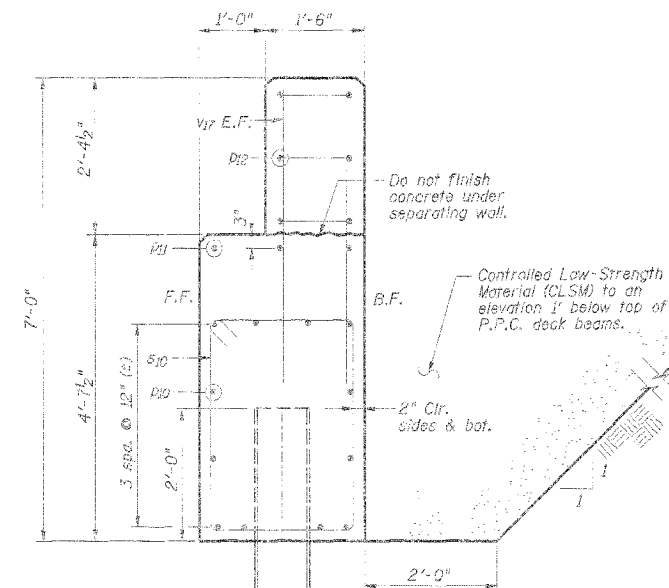 1'-0" 1'-6"
2'-4½"
V17 E.F.
P12
Do not finish
concrete under
separating wall.
3"
P11
F.F.
B.F.
Controlled Low-Strength
Material (CLSM) to an
elevation 1' below top of
P.P.C. deck beams.
7'-0"
4'-7½"
3 spa. @ 12" (±)
s10
P10
2'-0"
2" Clr.
sides & bot.
1
1
2'-0"